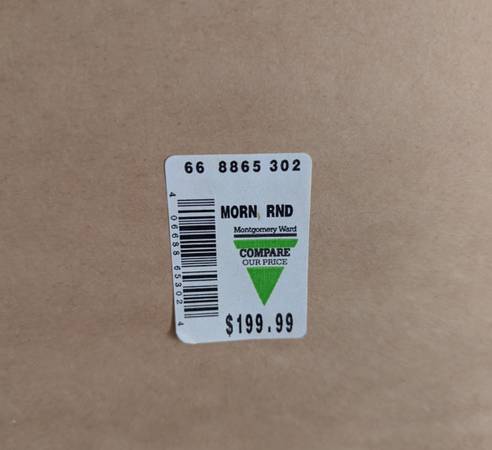 66 8865 302
MORN, RND
Montgomery Ward
COMPARE
OUR PRICE
$199.99
4 06688 65302 4